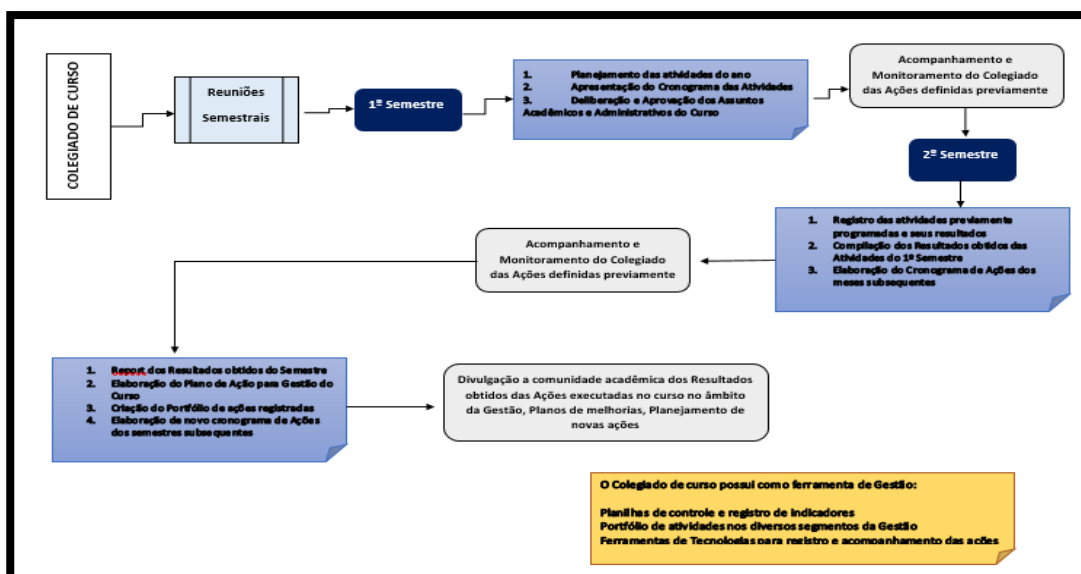 COLEGIADO DE CURSO
Reuniões
Semestrais
1º Semestre
1. Planejamento das atividades do ano
2. Apresentação do Cronograma das Atividades
3. Deliberação e Aprovação dos Assuntos
Acadêmicos e Administrativos do Curso
Acompanhamento e
Monitoramento do Colegiado
das Ações definidas previamente
2º Semestre
1. Registro das atividades previamente
programadas e seus resultados
2. Compilação dos Resultados obtidos das
Atividades do 1º Semestre
3. Elaboração do Cronograma de Ações dos
meses subsequentes
Acompanhamento e
Monitoramento do Colegiado
das Ações definidas previamente
1. Report dos Resultados obtidos do Semestre
2. Elaboração do Plano de Ação para Gestão do
Curso
3. Criação do Portfólio de ações registradas
4. Elaboração de novo cronograma de Ações
dos semestres subsequentes
Divulgação a comunidade acadêmica dos Resultados
obtidos das Ações executadas no curso no âmbito
da Gestão, Planos de melhorias, Planejamento de
novas ações
O Colegiado de curso possui como ferramenta de Gestão:
Planilhas de controle e registro de indicadores
Portfólio de atividades nos diversos segmentos da Gestão
Ferramentas de Tecnologias para registro e acompanhamento das ações